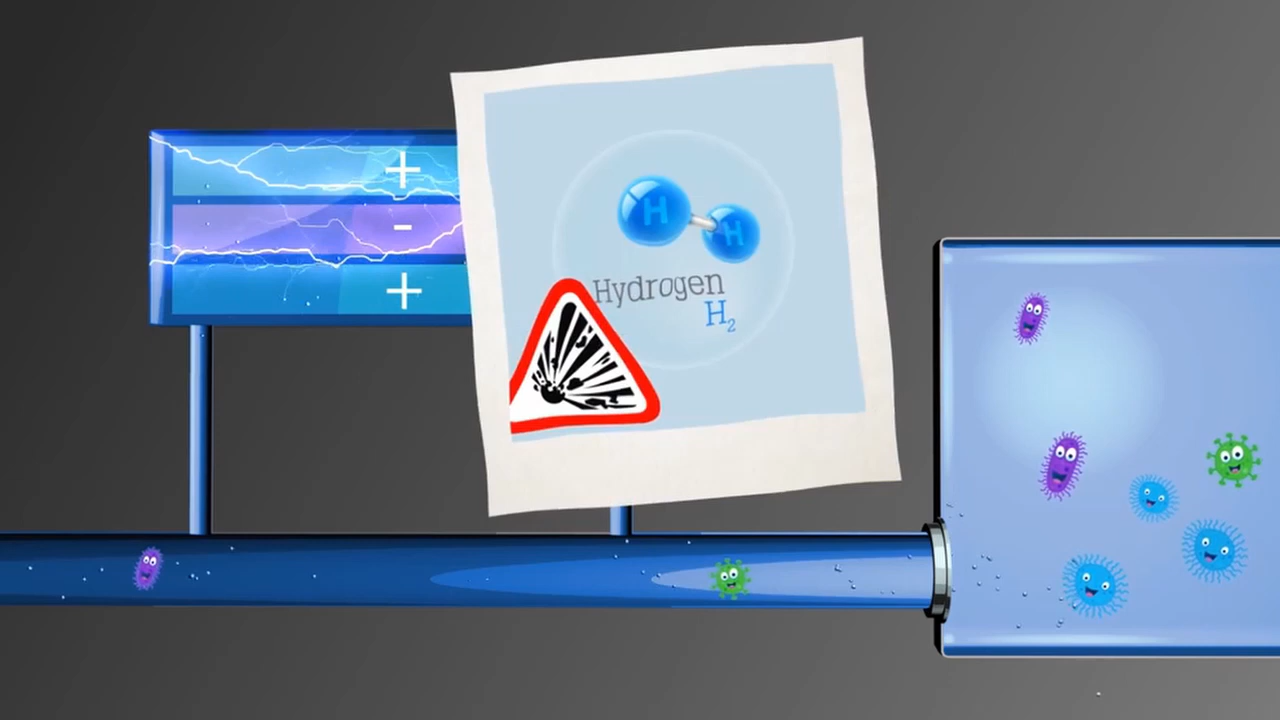 +
-
+
H
H
Hydrogen
H₂